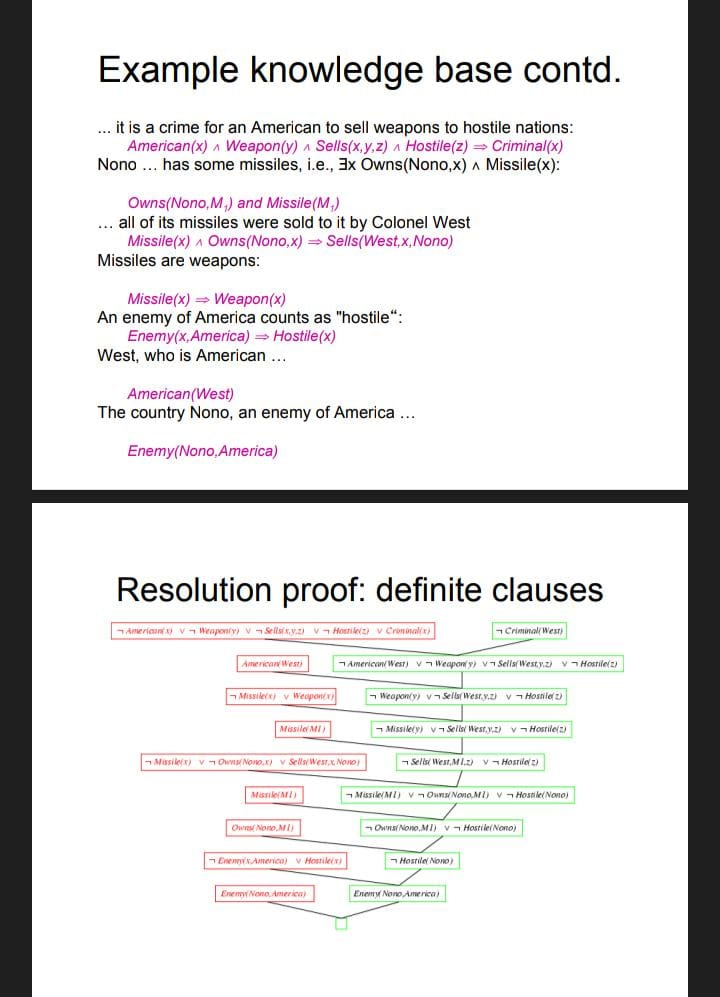 Example knowledge base contd.
... it is a crime for an American to sell weapons to hostile nations:
American(x) ∧ Weapon(y) ∧ Sells(x,y,z) ∧ Hostile(z) ⇒ Criminal(x)
Nono … has some missiles, i.e., ∃x Owns(Nono,x) ∧ Missile(x):
Owns(Nono,M₁) and Missile(M₁)
… all of its missiles were sold to it by Colonel West
Missile(x) ∧ Owns(Nono,x) ⇒ Sells(West,x,Nono)
Missiles are weapons:
Missile(x) ⇒ Weapon(x)
An enemy of America counts as "hostile“:
Enemy(x,America) ⇒ Hostile(x)
West, who is American …
American(West)
The country Nono, an enemy of America …
Enemy(Nono,America)
Resolution proof: definite clauses
¬ American(x) ∨ ¬ Weapon(y) ∨ ¬ Sells(x,y,z) ∨ ¬ Hostile(z) ∨ Criminal(x) ¬ Criminal(West)
American(West) ¬ American(West) ∨ ¬ Weapon(y) ∨ ¬ Sells(West,y,z) ∨ ¬ Hostile(z)
¬ Missile(x) ∨ Weapon(x) ¬ Weapon(y) ∨ ¬ Sells(West,y,z) ∨ ¬ Hostile(z)
Missile(M1) ¬ Missile(y) ∨ ¬ Sells(West,y,z) ∨ ¬ Hostile(z)
¬ Missile(x) ∨ ¬ Owns(Nono,x) ∨ Sells(West,x,Nono) ¬ Sells(West,M1,z) ∨ ¬ Hostile(z)
Missile(M1) ¬ Missile(M1) ∨ ¬ Owns(Nono,M1) ∨ ¬ Hostile(Nono)
Owns(Nono,M1) ¬ Owns(Nono,M1) ∨ ¬ Hostile(Nono)
¬ Enemy(x,America) ∨ Hostile(x) ¬ Hostile(Nono)
Enemy(Nono,America) Enemy(Nono,America)